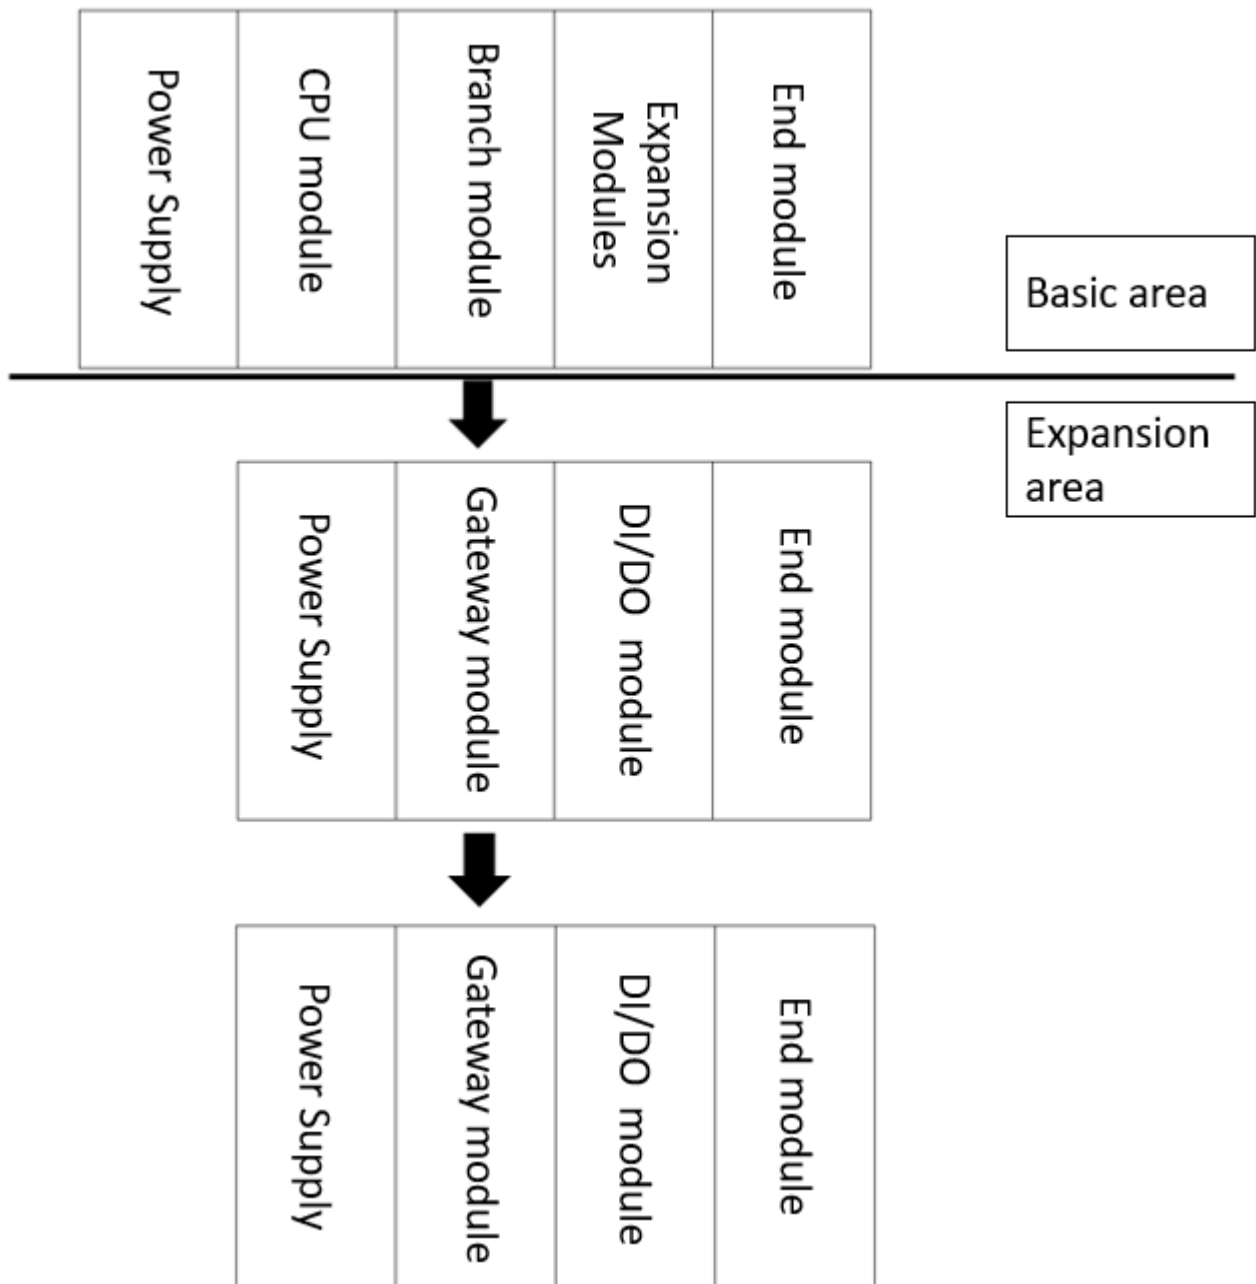 Power Supply
CPU module
Branch module
Expansion
Modules
End module
Basic area
Expansion
area
Power Supply
Gateway module
DI/DO module
End module
Power Supply
Gateway module
DI/DO module
End module